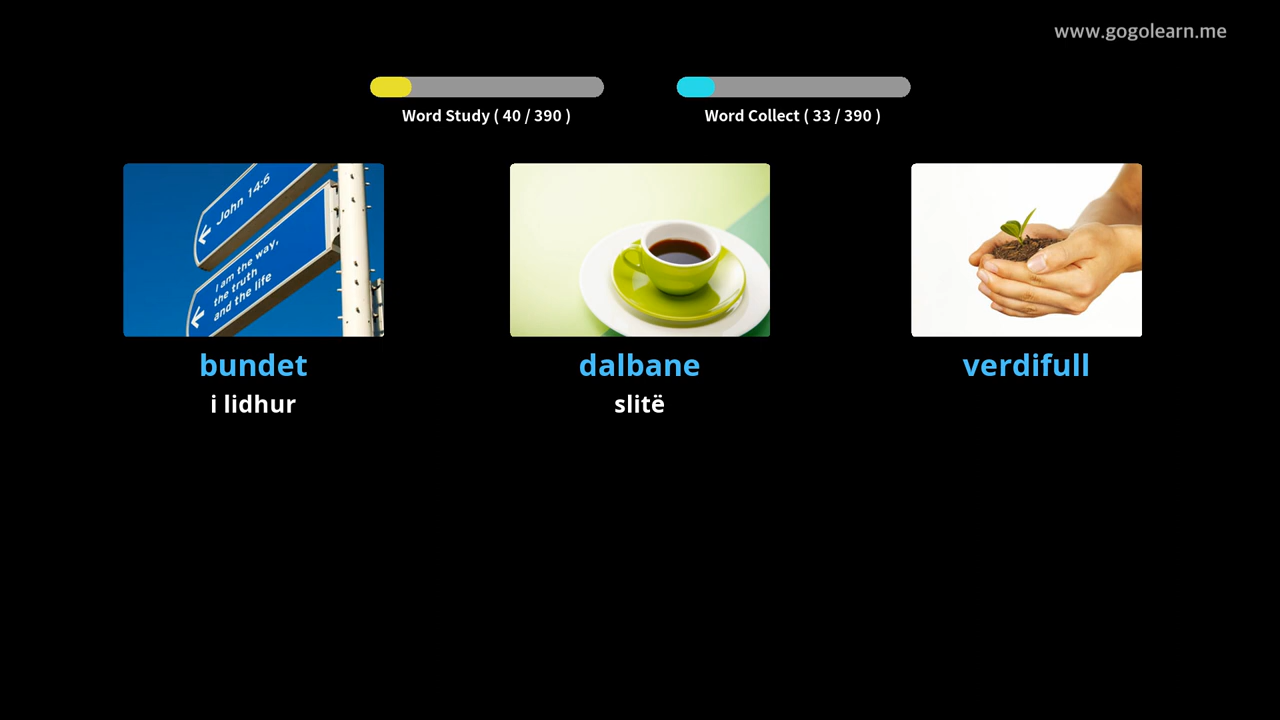 www.gogolearn.me
Word Study ( 40 / 390 )
Word Collect ( 33 / 390 )
John 14:6
I am the way,
the truth
and the life
bundet
dalbane
verdifull
i lidhur
slitë